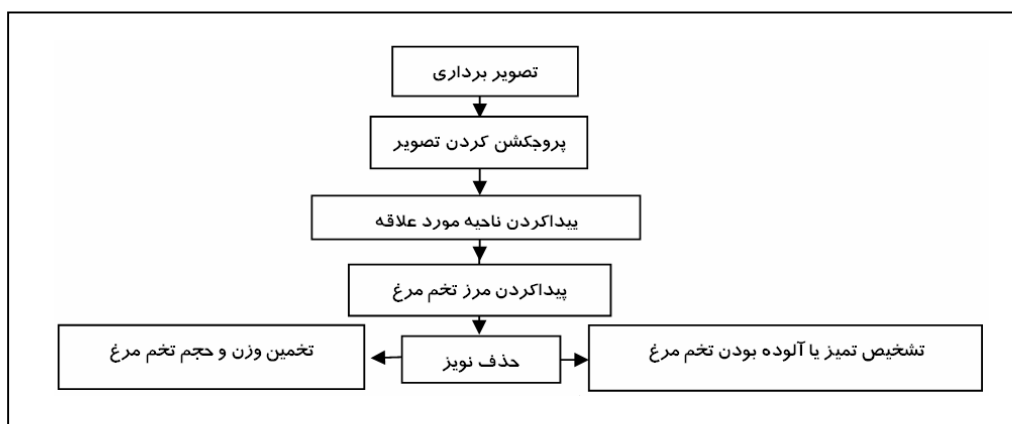 تصویر برداری
پروجکشن کردن تصویر
پیداکردن ناحیه مورد علاقه
پیداکردن مرز تخم مرغ
حذف نویز
تشخیص تمیز یا آلوده بودن تخم مرغ
تخمین وزن و حجم تخم مرغ